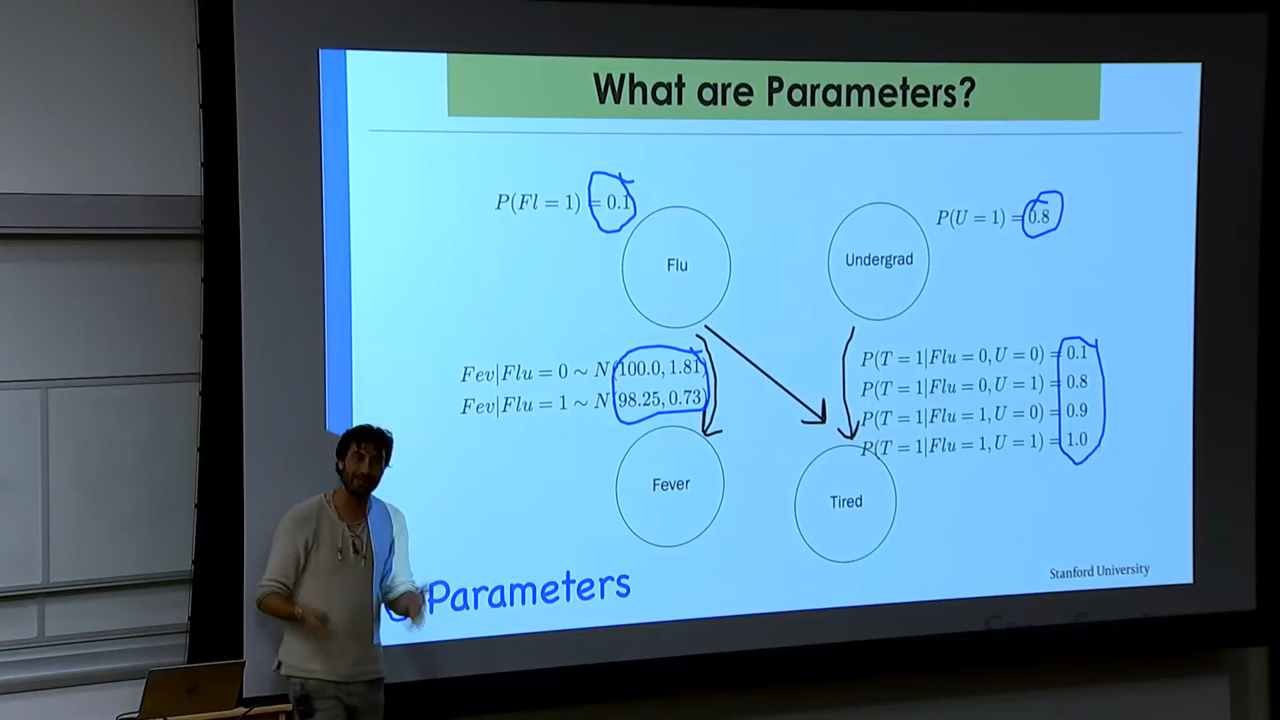 What are Parameters?
P(Fl = 1) = 0.1
P(U = 1) = 0.8
Flu
Undergrad
Fev|Flu = 0 ∼ N(100.0, 1.81)
Fev|Flu = 1 ∼ N(98.25, 0.73)
P(T = 1|Flu = 0, U = 0) = 0.1
P(T = 1|Flu = 0, U = 1) = 0.8
P(T = 1|Flu = 1, U = 0) = 0.9
P(T = 1|Flu = 1, U = 1) = 1.0
Fever
Tired
Parameters
Stanford University